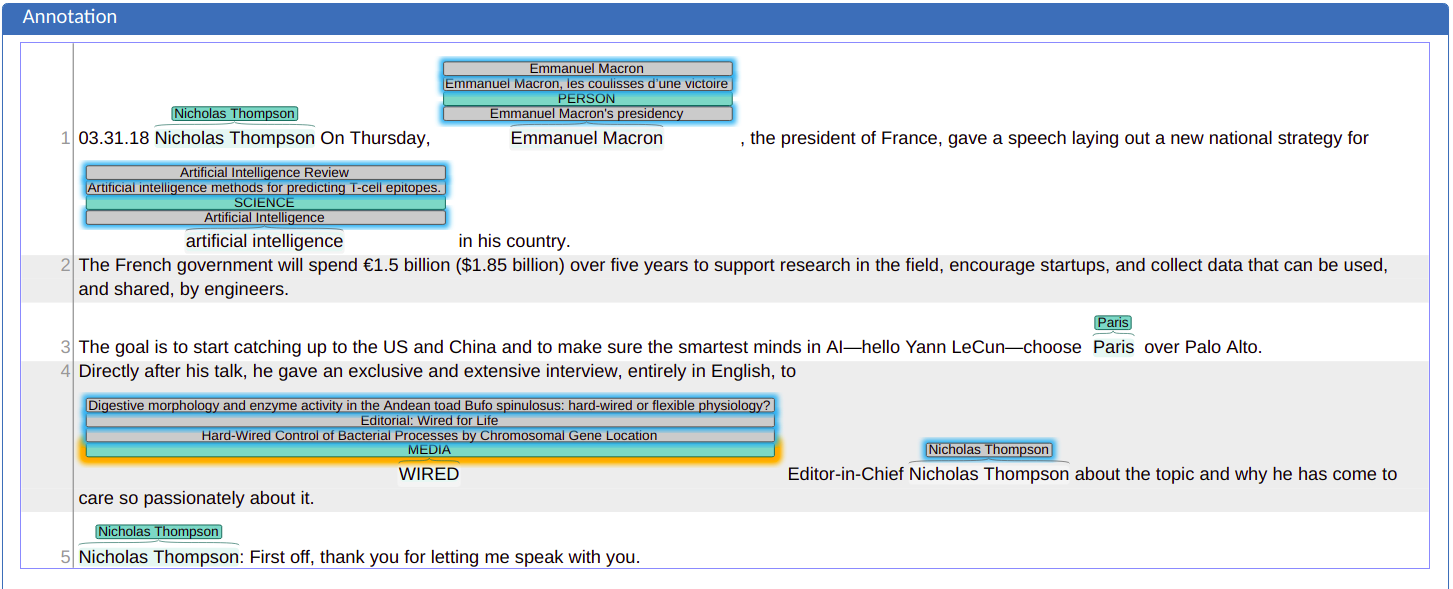 Annotation
Emmanuel Macron
Emmanuel Macron, les coulisses d'une victoire
PERSON
Nicholas Thompson
Emmanuel Macron's presidency
1 03.31.18 Nicholas Thompson On Thursday, Emmanuel Macron , the president of France, gave a speech laying out a new national strategy for
Artificial Intelligence Review
Artificial intelligence methods for predicting T-cell epitopes.
SCIENCE
Artificial Intelligence
artificial intelligence in his country.
2 The French government will spend €1.5 billion ($1.85 billion) over five years to support research in the field, encourage startups, and collect data that can be used,
and shared, by engineers.
Paris
3 The goal is to start catching up to the US and China and to make sure the smartest minds in AI—hello Yann LeCun—choose Paris over Palo Alto.
4 Directly after his talk, he gave an exclusive and extensive interview, entirely in English, to
Digestive morphology and enzyme activity in the Andean toad Bufo spinulosus: hard-wired or flexible physiology?
Editorial: Wired for Life
Hard-Wired Control of Bacterial Processes by Chromosomal Gene Location
MEDIA
Nicholas Thompson
WIRED Editor-in-Chief Nicholas Thompson about the topic and why he has come to
care so passionately about it.
Nicholas Thompson
5 Nicholas Thompson: First off, thank you for letting me speak with you.